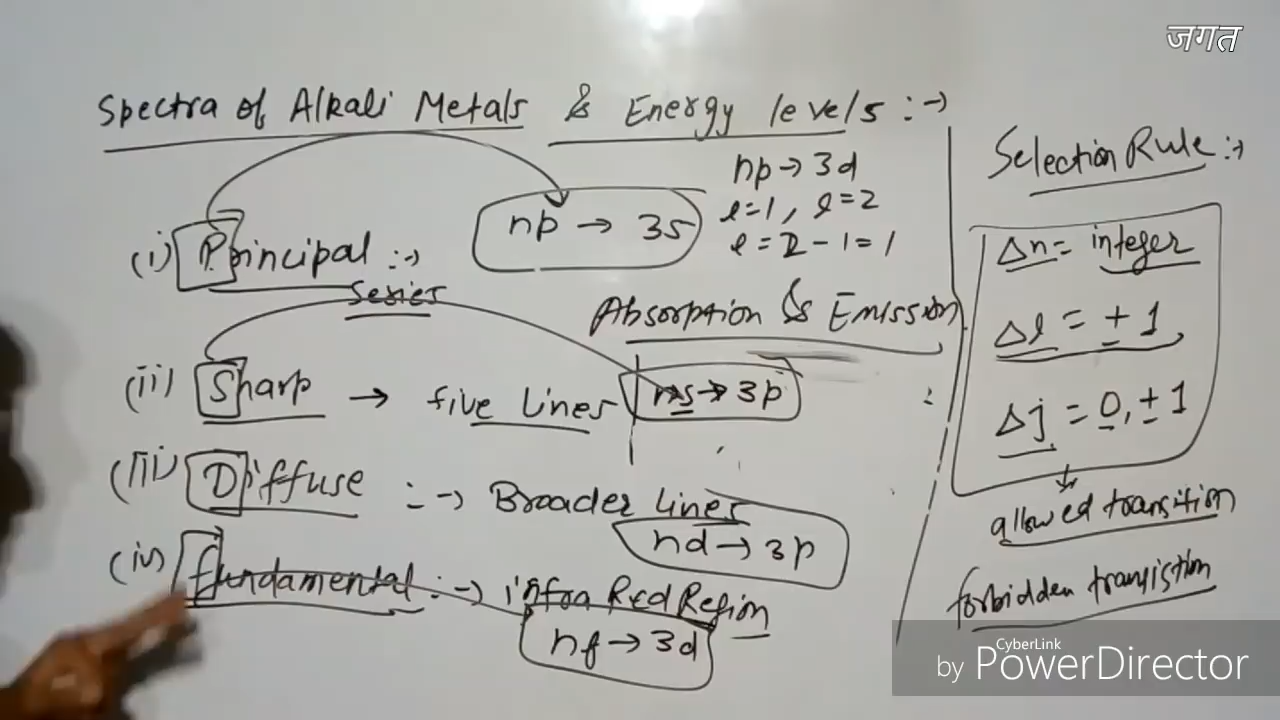 जगत
Spectra of Alkali Metals & Energy levels :→
(i) Principal :→
Series
np → 3s
np → 3d
l=1, l=2
l = 2 - 1 = 1
Absorption & Emission
(ii) Sharp → five Lines
ns → 3p
(iii) Diffuse :→ Broader lines
nd → 3p
(iv) fundamental :→ infra Red Region
nf → 3d
Selection Rule :→
Δn = integer
Δl = ± 1
Δj = 0, ± 1
allowed transition
forbidden transistion
CyberLink
by PowerDirector